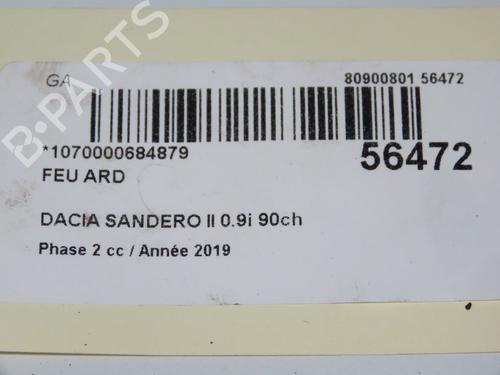 GA
80900801 56472
*1070000684879
56472
FEU ARD
DACIA SANDERO II 0.9i 90ch
Phase 2 cc / Année 2019
B-PARTS